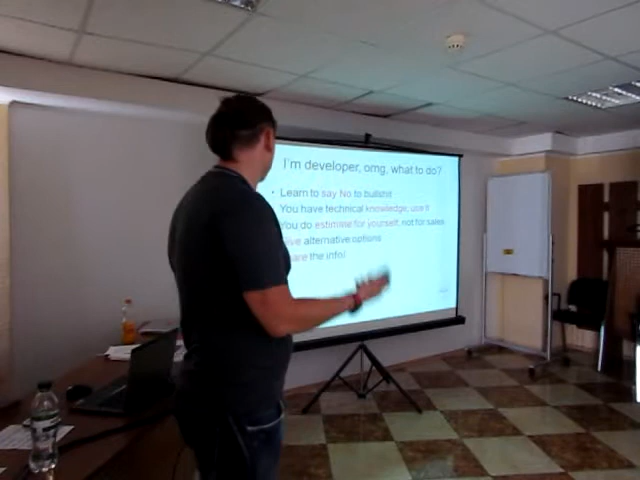 I'm developer, omg, what to do?
• Learn to say No to bullshit
You have technical knowledge, use it
You do estimate for yourself, not for sales
alternative options
the info!